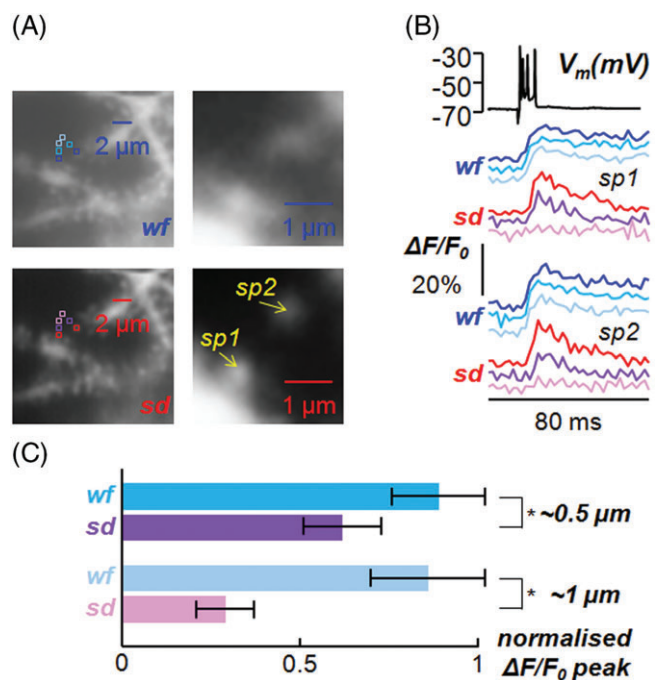 (A)
2 µm
wf
1 µm
2 µm
sd
sp2
sp1
1 µm
(B)
-30
-50
-70
Vm(mV)
wf
sp1
sd
ΔF/F0
20%
wf
sp2
sd
80 ms
(C)
wf
sd
* ~0.5 µm
wf
sd
* ~1 µm
0
0.5
1
normalised
ΔF/F0 peak